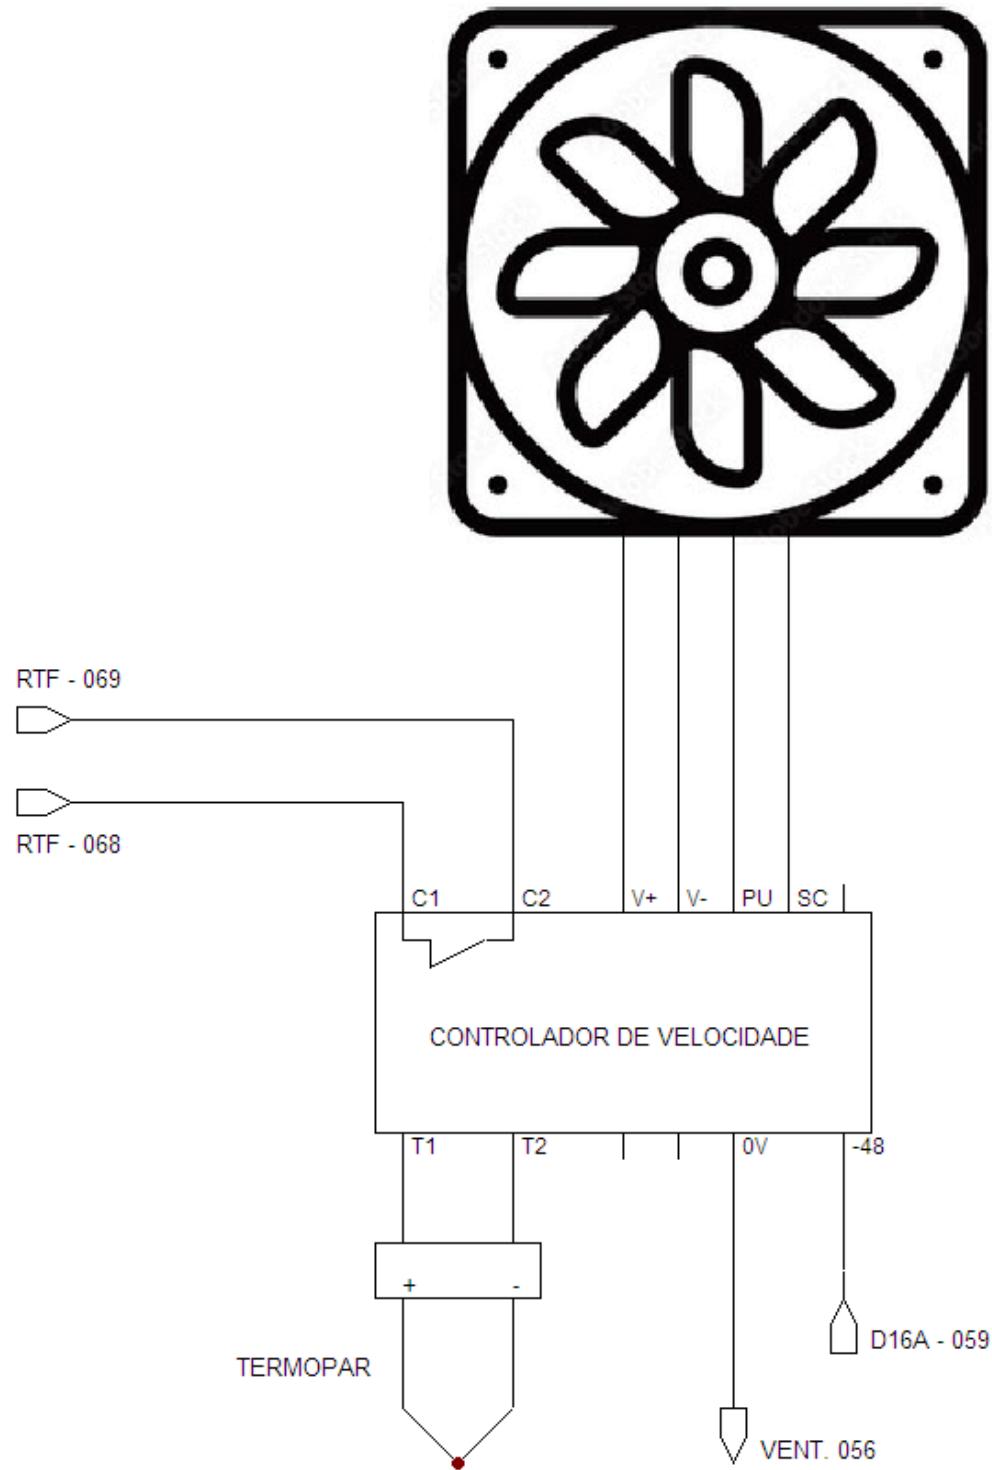 RTF - 069
RTF - 068
C1 C2 V+ V- PU SC
CONTROLADOR DE VELOCIDADE
T1 T2 0V -48
+ -
D16A - 059
TERMOPAR
VENT. 056